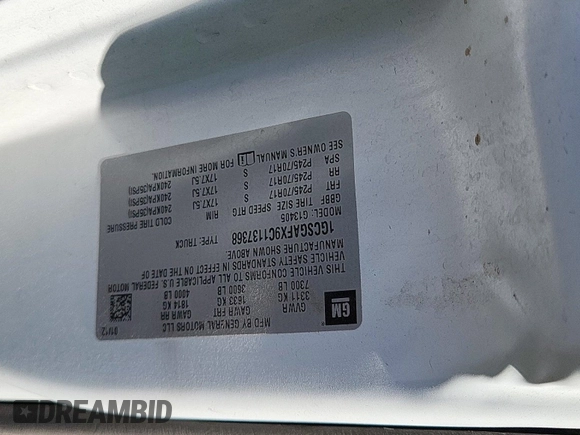 GM
MFD BY GENERAL MOTORS LLC
01/12
GVWR GAWR FRT GAWR RR
3311 KG 1633 KG 1814 KG
7300 LB 3600 LB 4000 LB
THIS VEHICLE CONFORMS TO ALL APPLICABLE U.S. FEDERAL MOTOR
VEHICLE SAFETY STANDARDS IN EFFECT ON THE DATE OF
MANUFACTURE SHOWN ABOVE.
1GCSGAFX9C1137368 TYPE: TRUCK
MODEL: G13405
TIRE SIZE SPEED RTG RIM COLD TIRE PRESSURE
FRT P245/70R17 S 17X7.5J 240KPA(35PSI)
RR P245/70R17 S 17X7.5J 240KPA(35PSI)
SPA P245/70R17 S 17X7.5J 240KPA(35PSI)
SEE OWNER'S MANUAL FOR MORE INFORMATION.
DREAMBID